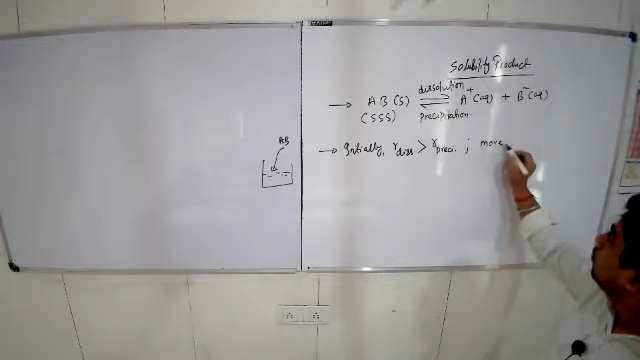 Solubility Product
dissolution
→ AB(s) ⇌ A⁺(aq) + B⁻(aq)
(SSS) precipitation
AB
→ Initially, r_diss > r_preci. ; more